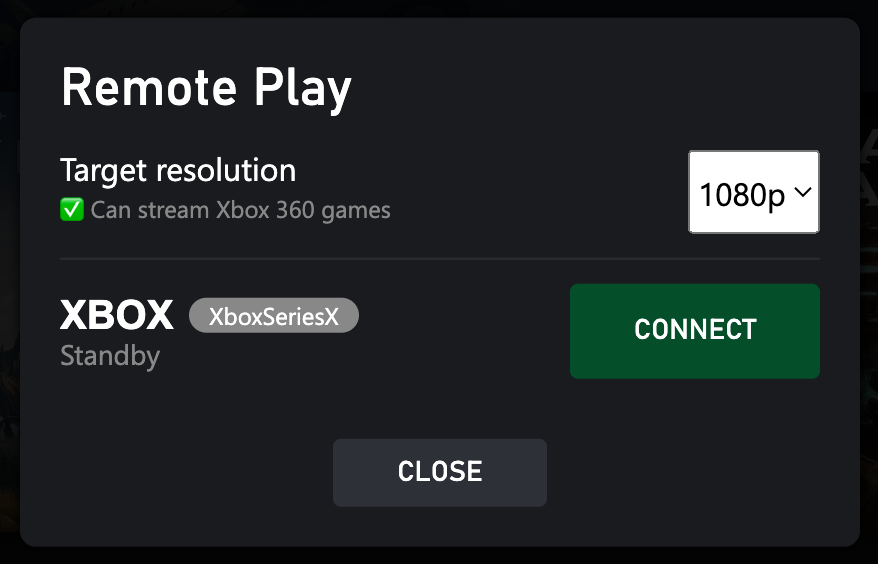 Remote Play
Target resolution
✅ Can stream Xbox 360 games
1080p
XBOX XboxSeriesX
Standby
CONNECT
CLOSE